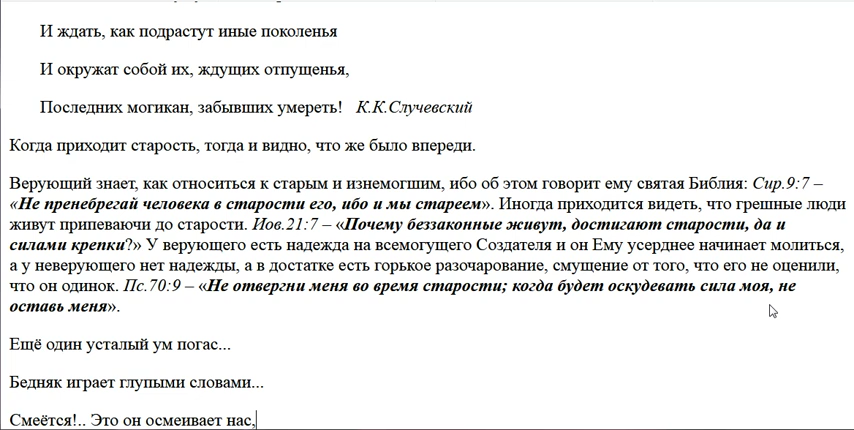 И ждать, как подрастут иные поколенья
И окружат собой их, ждущих отпущенья,
Последних могикан, забывших умереть! К.К.Случевский
Когда приходит старость, тогда и видно, что же было впереди.
Верующий знает, как относиться к старым и изнемогшим, ибо об этом говорит ему святая Библия: Сир.9:7 –
«Не пренебрегай человека в старости его, ибо и мы стареем». Иногда приходится видеть, что грешные люди
живут припеваючи до старости. Иов.21:7 – «Почему беззаконные живут, достигают старости, да и
силами крепки?» У верующего есть надежда на всемогущего Создателя и он Ему усерднее начинает молиться,
а у неверующего нет надежды, а в достатке есть горькое разочарование, смущение от того, что его не оценили,
что он одинок. Пс.70:9 – «Не отвергни меня во время старости; когда будет оскудевать сила моя, не
оставь меня».
Ещё один усталый ум погас...
Бедняк играет глупыми словами...
Смеётся!.. Это он осмеивает нас,